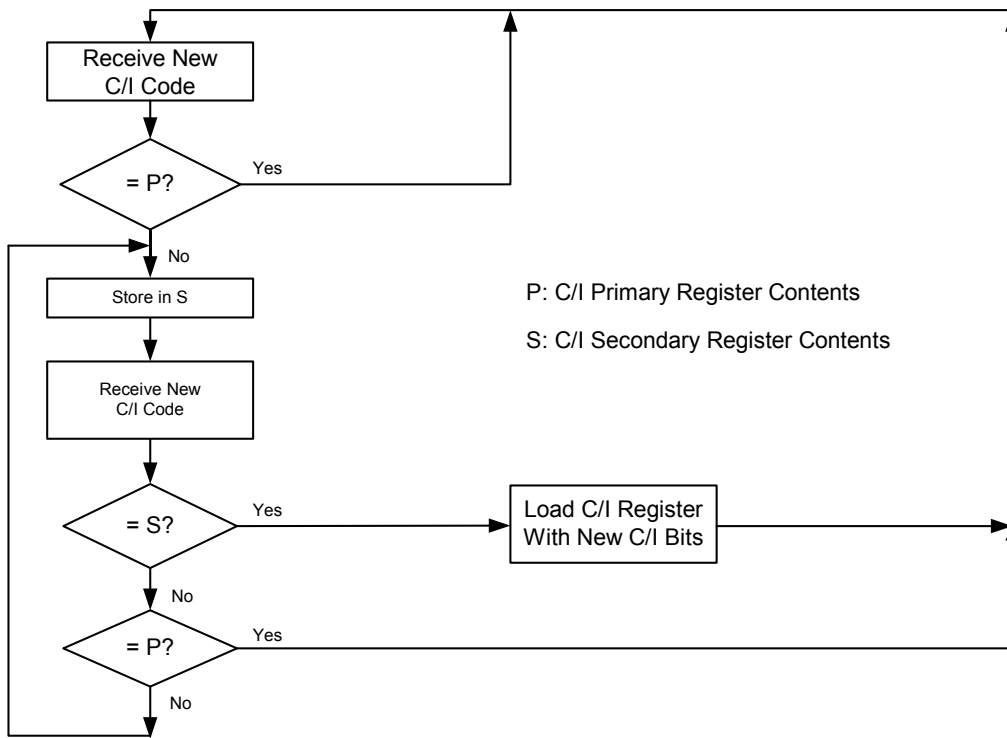 Receive New
C/I Code
= P?
Yes
No
Store in S
P: C/I Primary Register Contents
S: C/I Secondary Register Contents
Receive New
C/I Code
= S?
Yes
Load C/I Register
With New C/I Bits
No
= P?
Yes
No